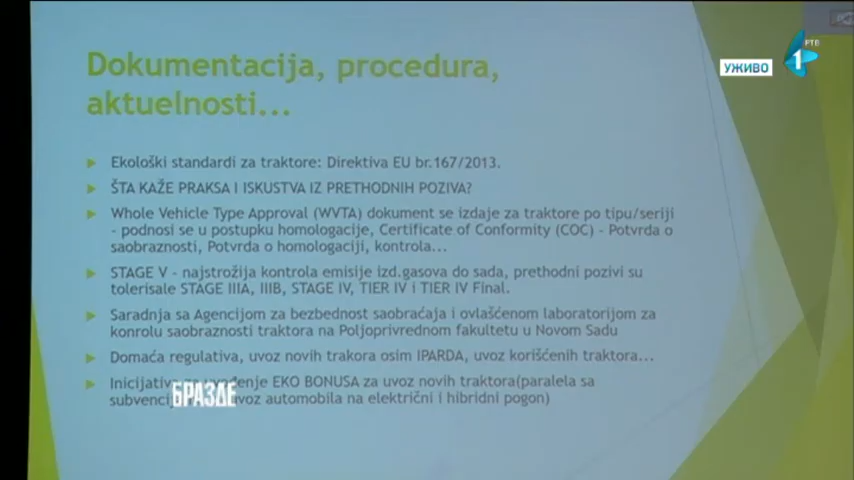 Dokumentacija, procedura,
aktuelnosti...
РТВ
1
УЖИВО
Ekološki standardi za traktore: Direktiva EU br.167/2013.
ŠTA KAŽE PRAKSA I ISKUSTVA IZ PRETHODNIH POZIVA?
Whole Vehicle Type Approval (WVTA) dokument se izdaje za traktore po tipu/seriji
- podnosi se u postupku homologacije, Certificate of Conformity (COC) - Potvrda o
saobraznosti, Potvrda o homologaciji, kontrola...
STAGE V - najstrožija kontrola emisije izd.gasova do sada, prethodni pozivi su
tolerisale STAGE IIIA, IIIB, STAGE IV, TIER IV i TIER IV Final.
Saradnja sa Agencijom za bezbednost saobraćaja i ovlašćenom laboratorijom za
konrolu saobraznosti traktora na Poljoprivrednom fakultetu u Novom Sadu
Domaća regulativa, uvoz novih trakora osim IPARDA, uvoz korišćenih traktora...
EKO BONUSA za uvoz novih traktora(paralela sa
automobila na električni i hibridni pogon)
БРАЗДЕ